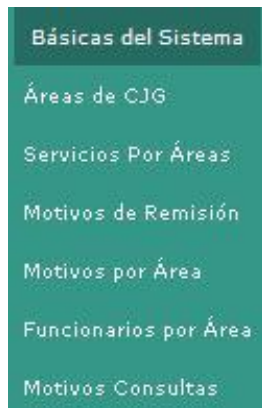 Básicas del Sistema
Áreas de CJG
Servicios Por Áreas
Motivos de Remisión
Motivos por Área
Funcionarios por Área
Motivos Consultas